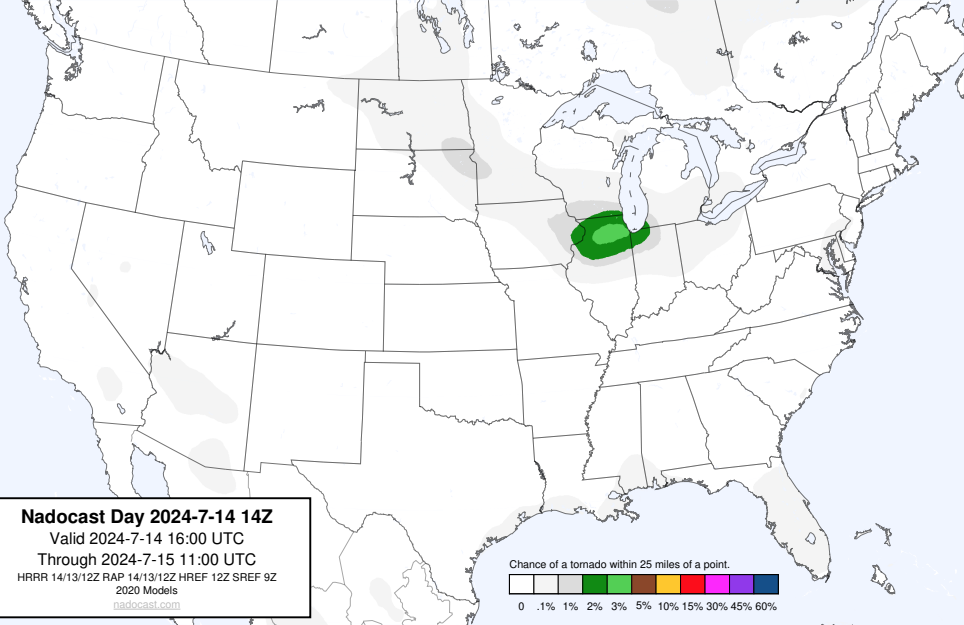 Nadocast Day 2024-7-14 14Z
Valid 2024-7-14 16:00 UTC
Through 2024-7-15 11:00 UTC
HRRR 14/13/12Z RAP 14/13/12Z HREF 12Z SREF 9Z
2020 Models
nadocast.com
Chance of a tornado within 25 miles of a point.
0 .1% 1% 2% 3% 5% 10% 15% 30% 45% 60%